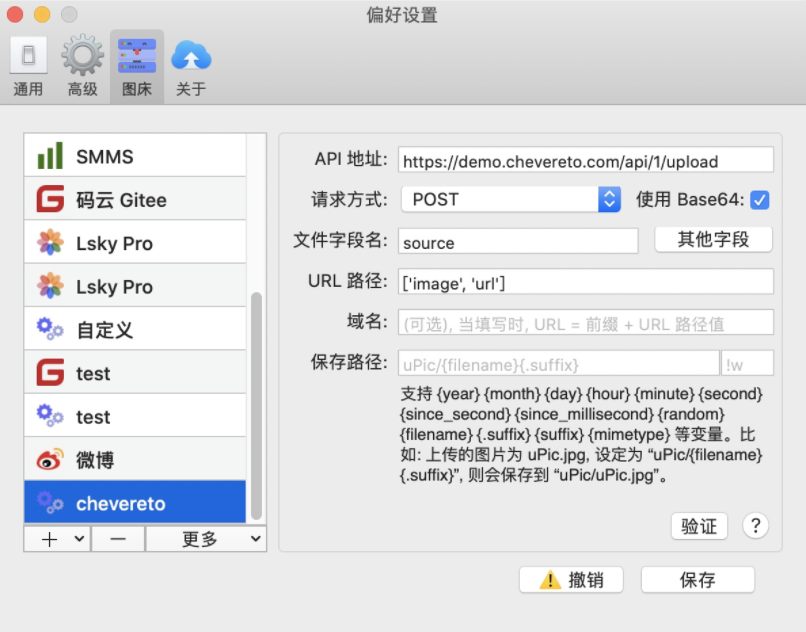 偏好设置
通用
高级
图床
关于
SMMS
码云 Gitee
Lsky Pro
Lsky Pro
自定义
test
test
微博
chevereto
更多
API 地址: https://demo.chevereto.com/api/1/upload
请求方式: POST 使用 Base64:
文件字段名: source 其他字段
URL 路径: ['image', 'url']
域名: (可选), 当填写时, URL = 前缀 + URL 路径值
保存路径: uPic/{filename}{.suffix} !w
支持 {year} {month} {day} {hour} {minute} {second}
{since_second} {since_millisecond} {random}
{filename} {.suffix} {suffix} {mimetype} 等变量。比
如: 上传的图片为 uPic.jpg, 设定为 “uPic/{filename}
{.suffix}”, 则会保存到 “uPic/uPic.jpg”。
验证 ?
撤销 保存